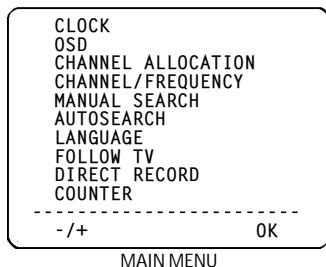 CLOCK
OSD
CHANNEL ALLOCATION
CHANNEL/FREQUENCY
MANUAL SEARCH
AUTOSEARCH
LANGUAGE
FOLLOW TV
DIRECT RECORD
COUNTER
------------------------
-/+ OK
MAIN MENU